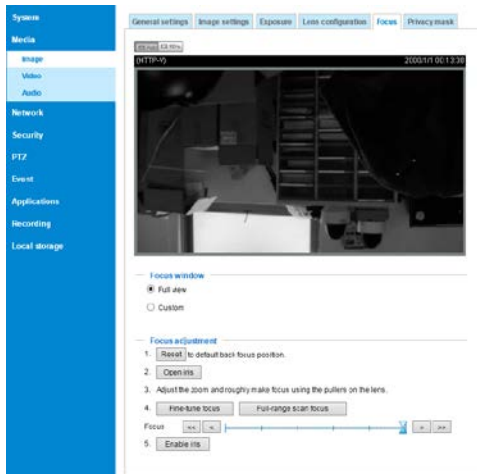 System
Media
Image
Video
Audio
Network
Security
PTZ
Event
Applications
Recording
Local storage
General settings Image settings Exposure Lens configuration Focus Privacy mask
(HTTP-V) 2000/1/1 00:13:30
Focus window
Full view
Custom
Focus adjustment
1. Reset to default back focus position.
2. Open iris
3. Adjust the zoom and roughly make focus using the pullers on the lens.
4. Fine-tune focus Full-range scan focus
Focus << < > >>
5. Enable iris